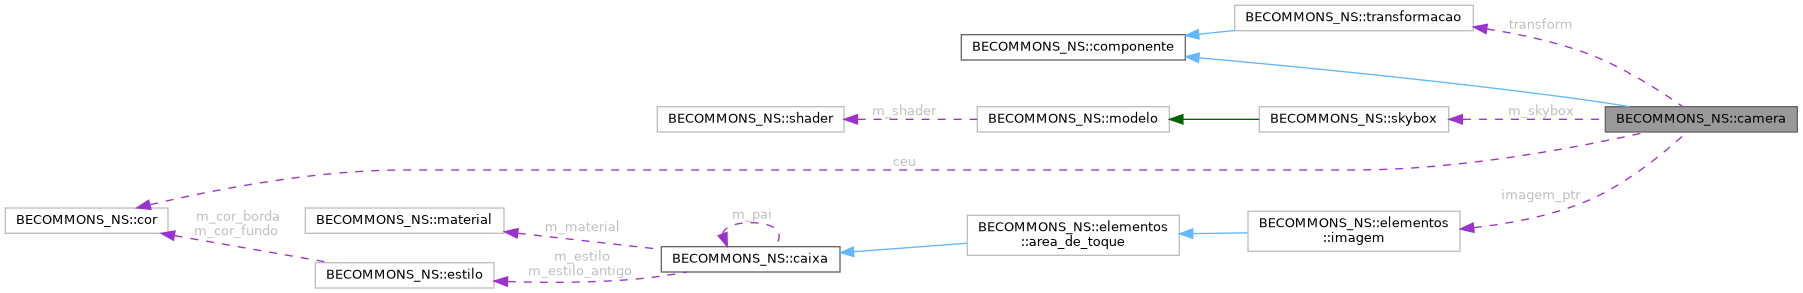 BECOMMONS_NS::transformacao
transform
BECOMMONS_NS::componente
BECOMMONS_NS::shader
m_shader
BECOMMONS_NS::modelo
BECOMMONS_NS::skybox
m_skybox
BECOMMONS_NS::camera
ceu
imagem_ptr
BECOMMONS_NS::cor
m_cor_borda
m_cor_fundo
BECOMMONS_NS::material
m_material
m_pai
BECOMMONS_NS::elementos
::area_de_toque
BECOMMONS_NS::elementos
::imagem
BECOMMONS_NS::caixa
m_estilo
m_estilo_antigo
BECOMMONS_NS::estilo